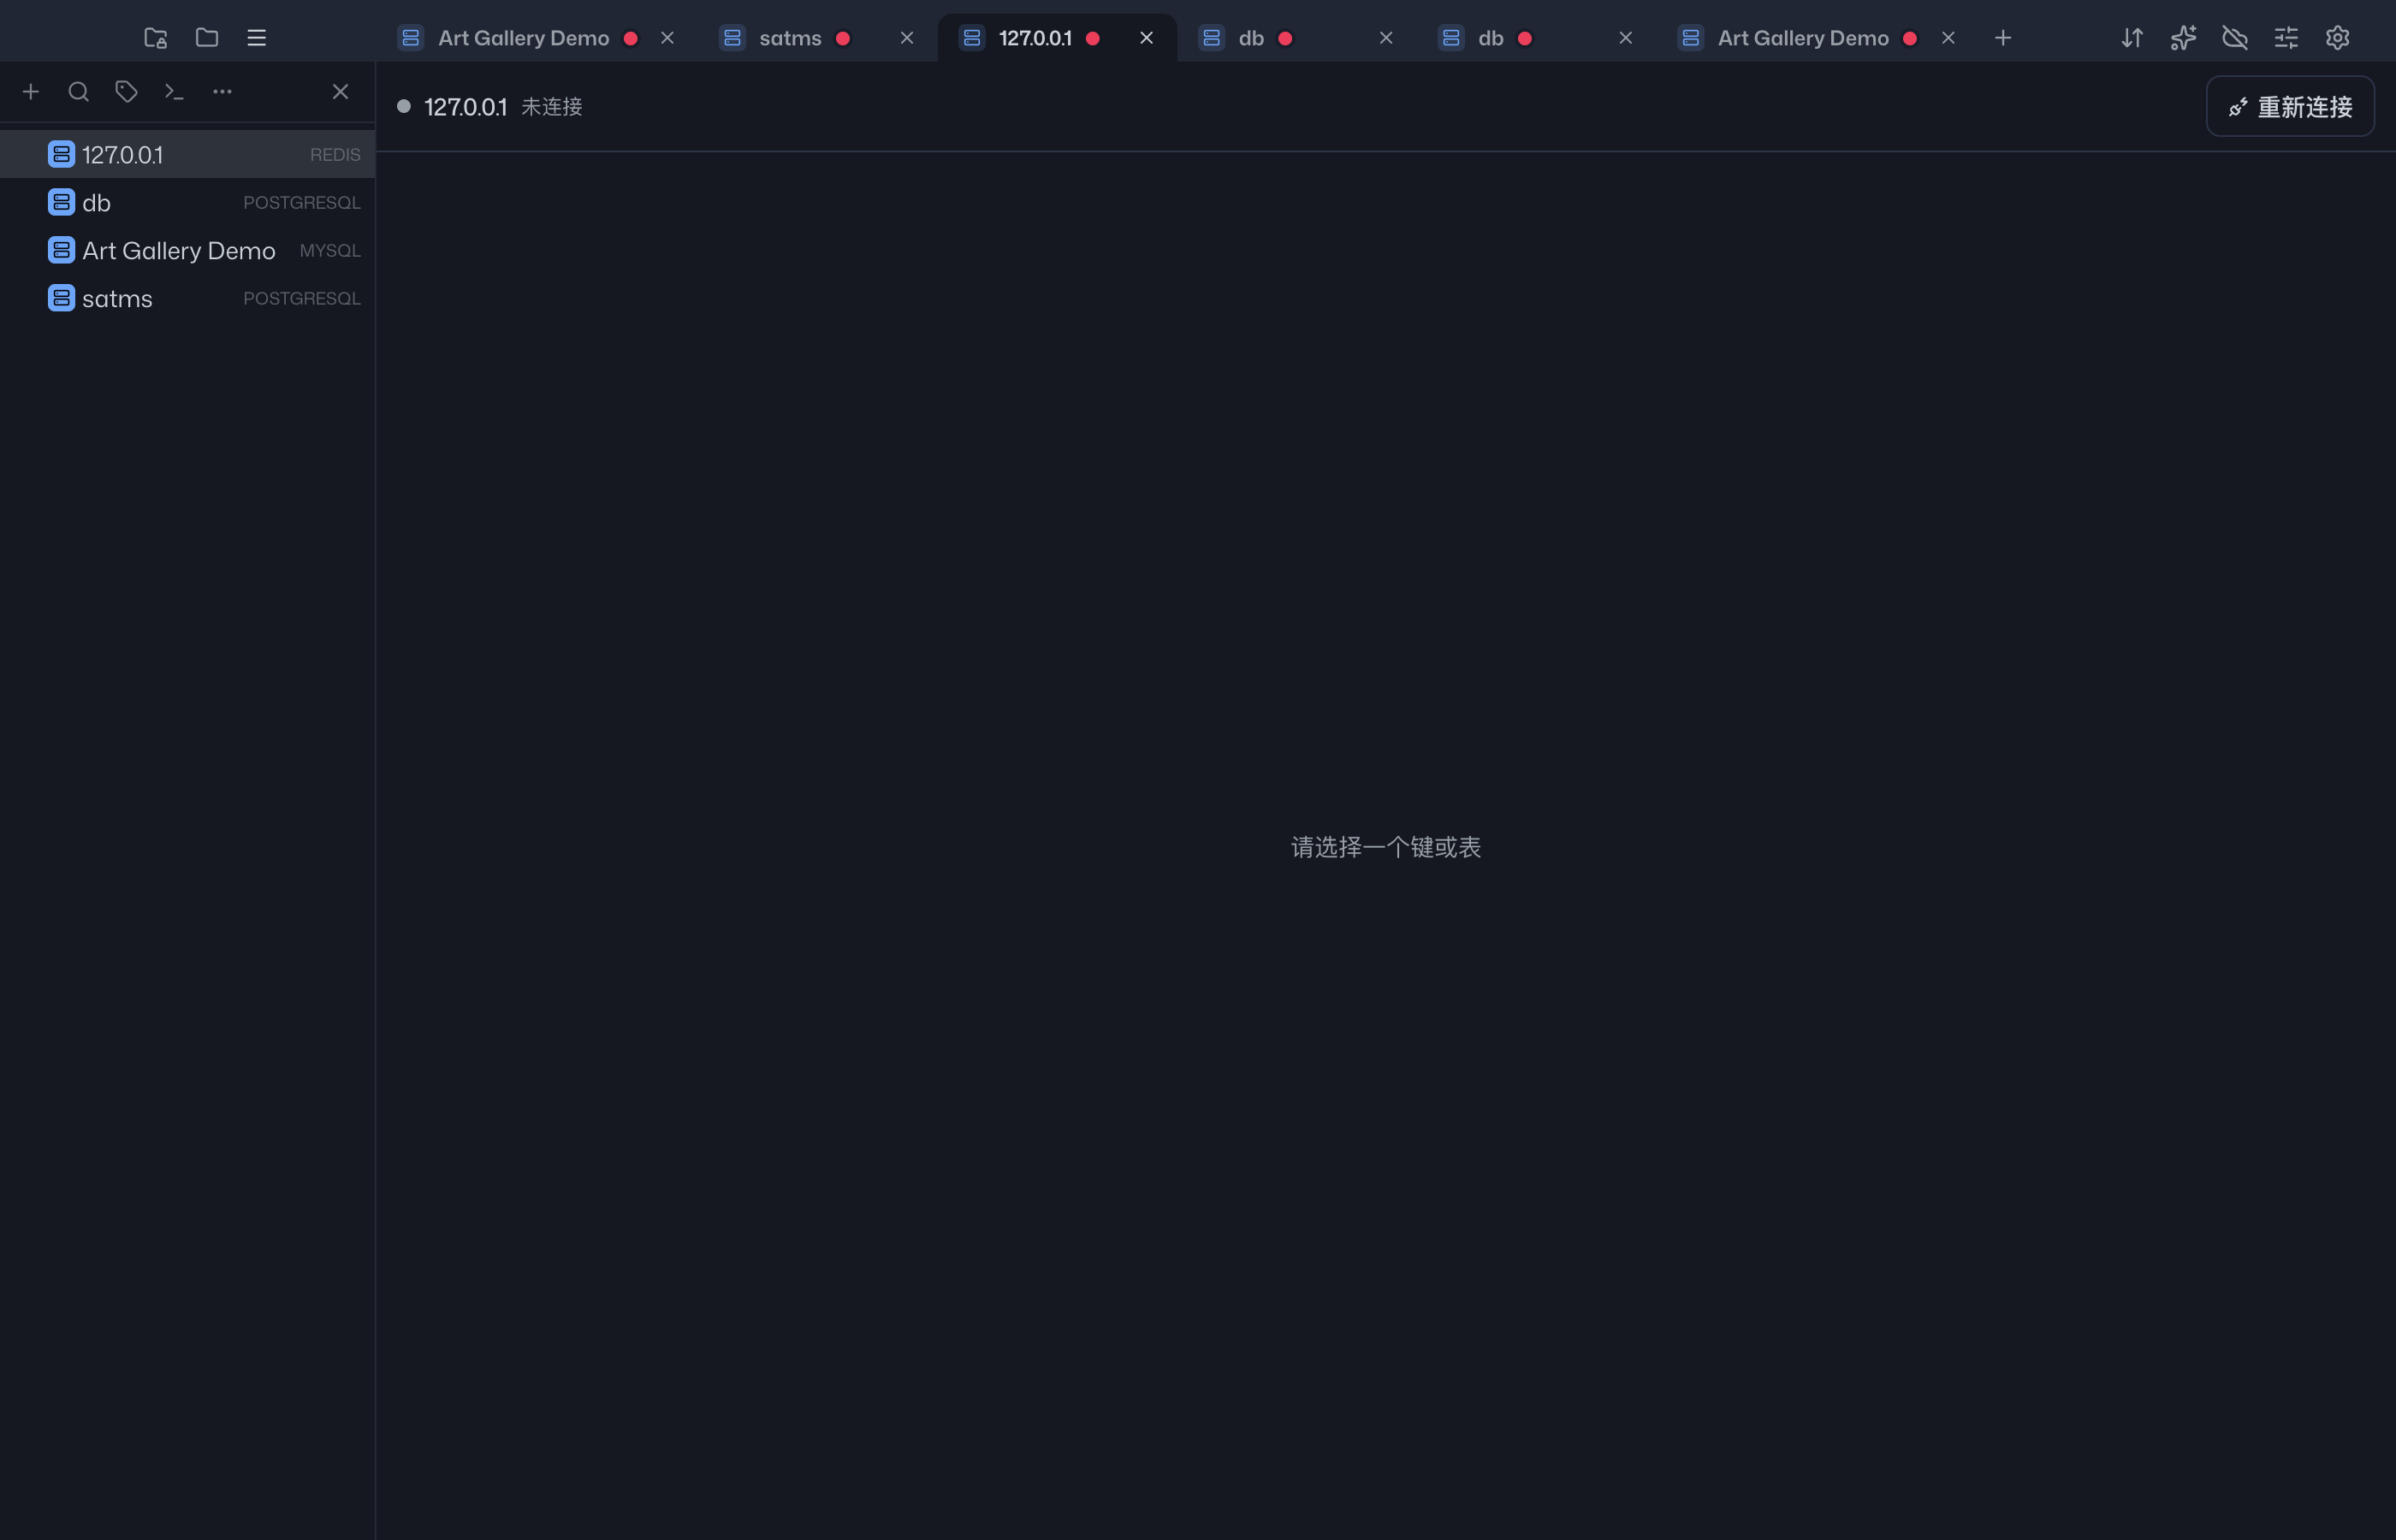 Art Gallery Demo
satms
127.0.0.1
db
db
Art Gallery Demo
127.0.0.1 未连接
重新连接
127.0.0.1 REDIS
db POSTGRESQL
Art Gallery Demo MYSQL
satms POSTGRESQL
请选择一个键或表